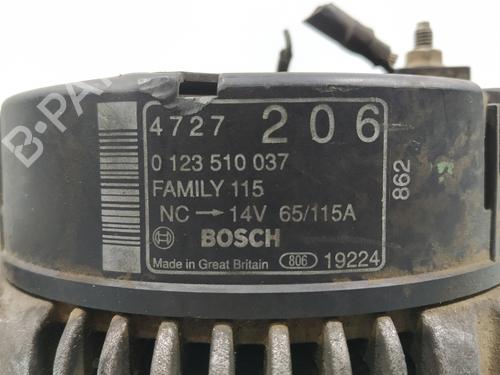 4727 206
0 123 510 037
FAMILY 115
NC → 14V 65/115A
BOSCH
Made in Great Britain 806 19224
862
B-PARTS